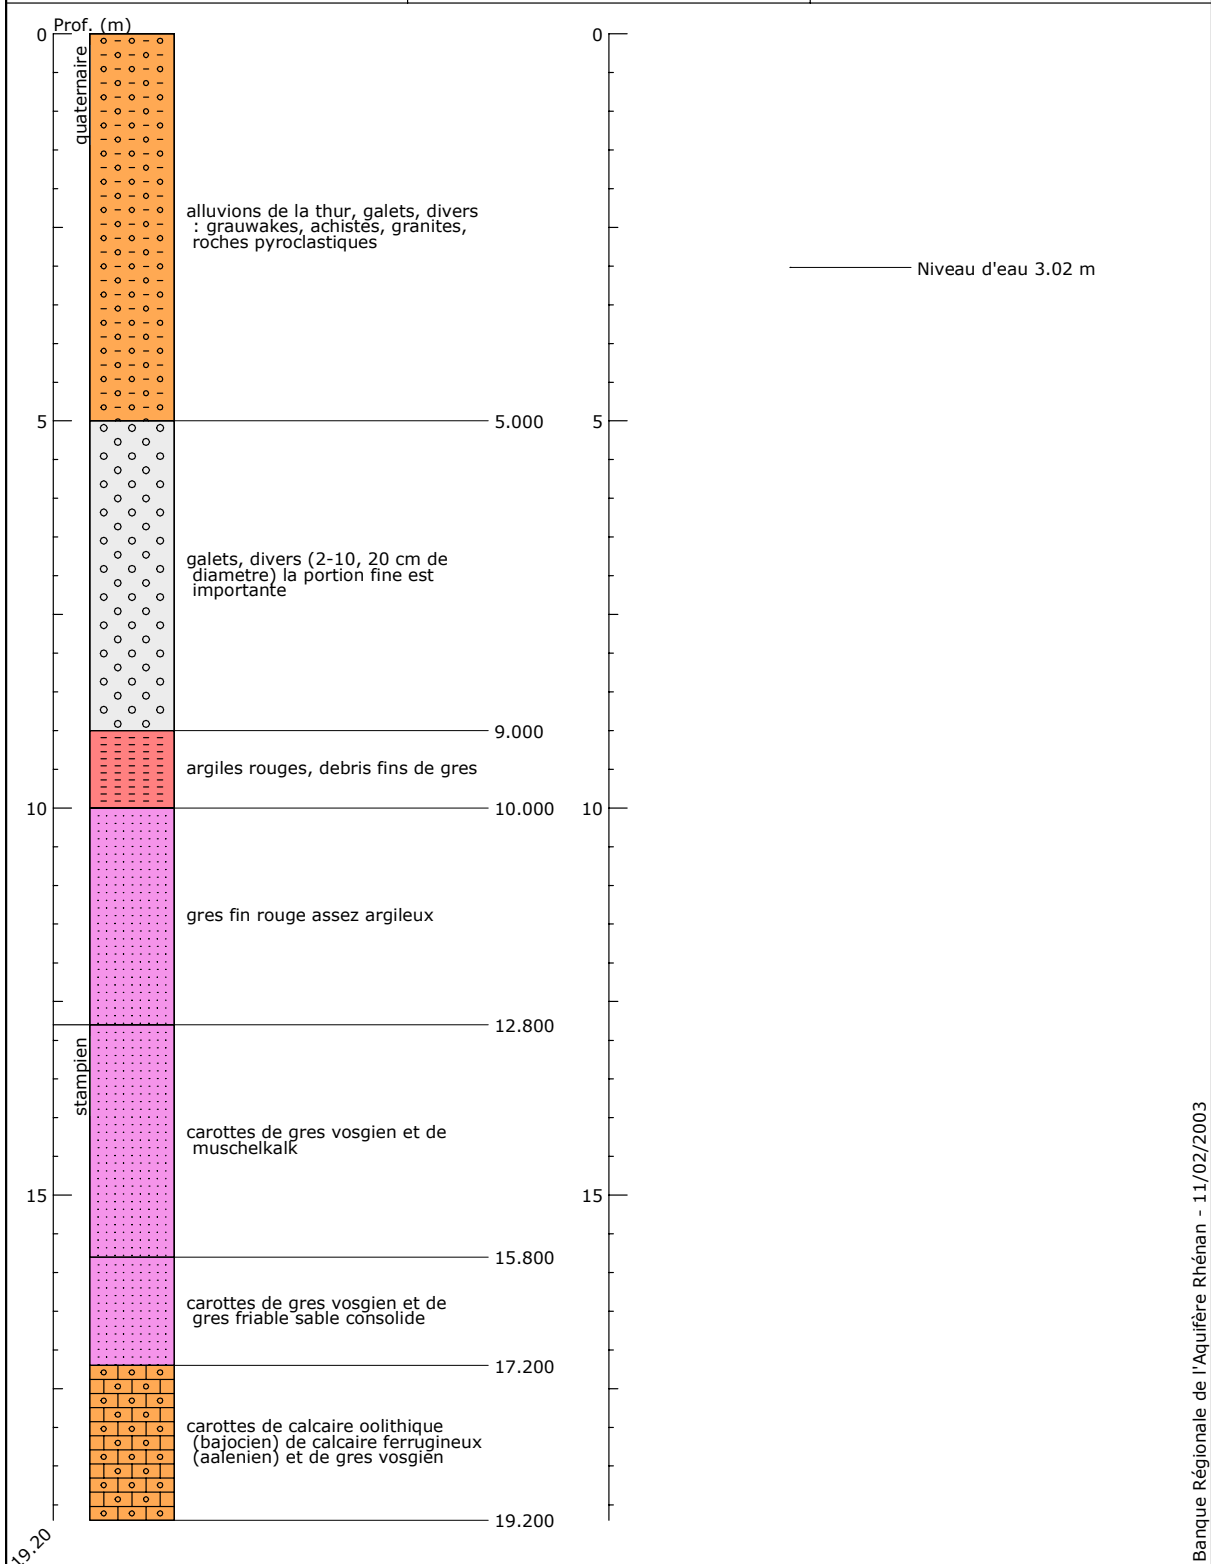 Prof. (m)
0
0
quaternaire
alluvions de la thur, galets, divers
: grauwakes, achistes, granites,
roches pyroclastiques
Niveau d'eau 3.02 m
5
5.000
5
galets, divers (2-10, 20 cm de
diametre) la portion fine est
importante
9.000
argiles rouges, debris fins de gres
10
10.000
10
gres fin rouge assez argileux
12.800
stampien
carottes de gres vosgien et de
muschelkalk
15
15
15.800
carottes de gres vosgien et de
gres friable sable consolide
17.200
carottes de calcaire oolithique
(bajocien) de calcaire ferrugineux
(aalenien) et de gres vosgien
19.200
19.20
Banque Régionale de l'Aquifère Rhénan - 11/02/2003